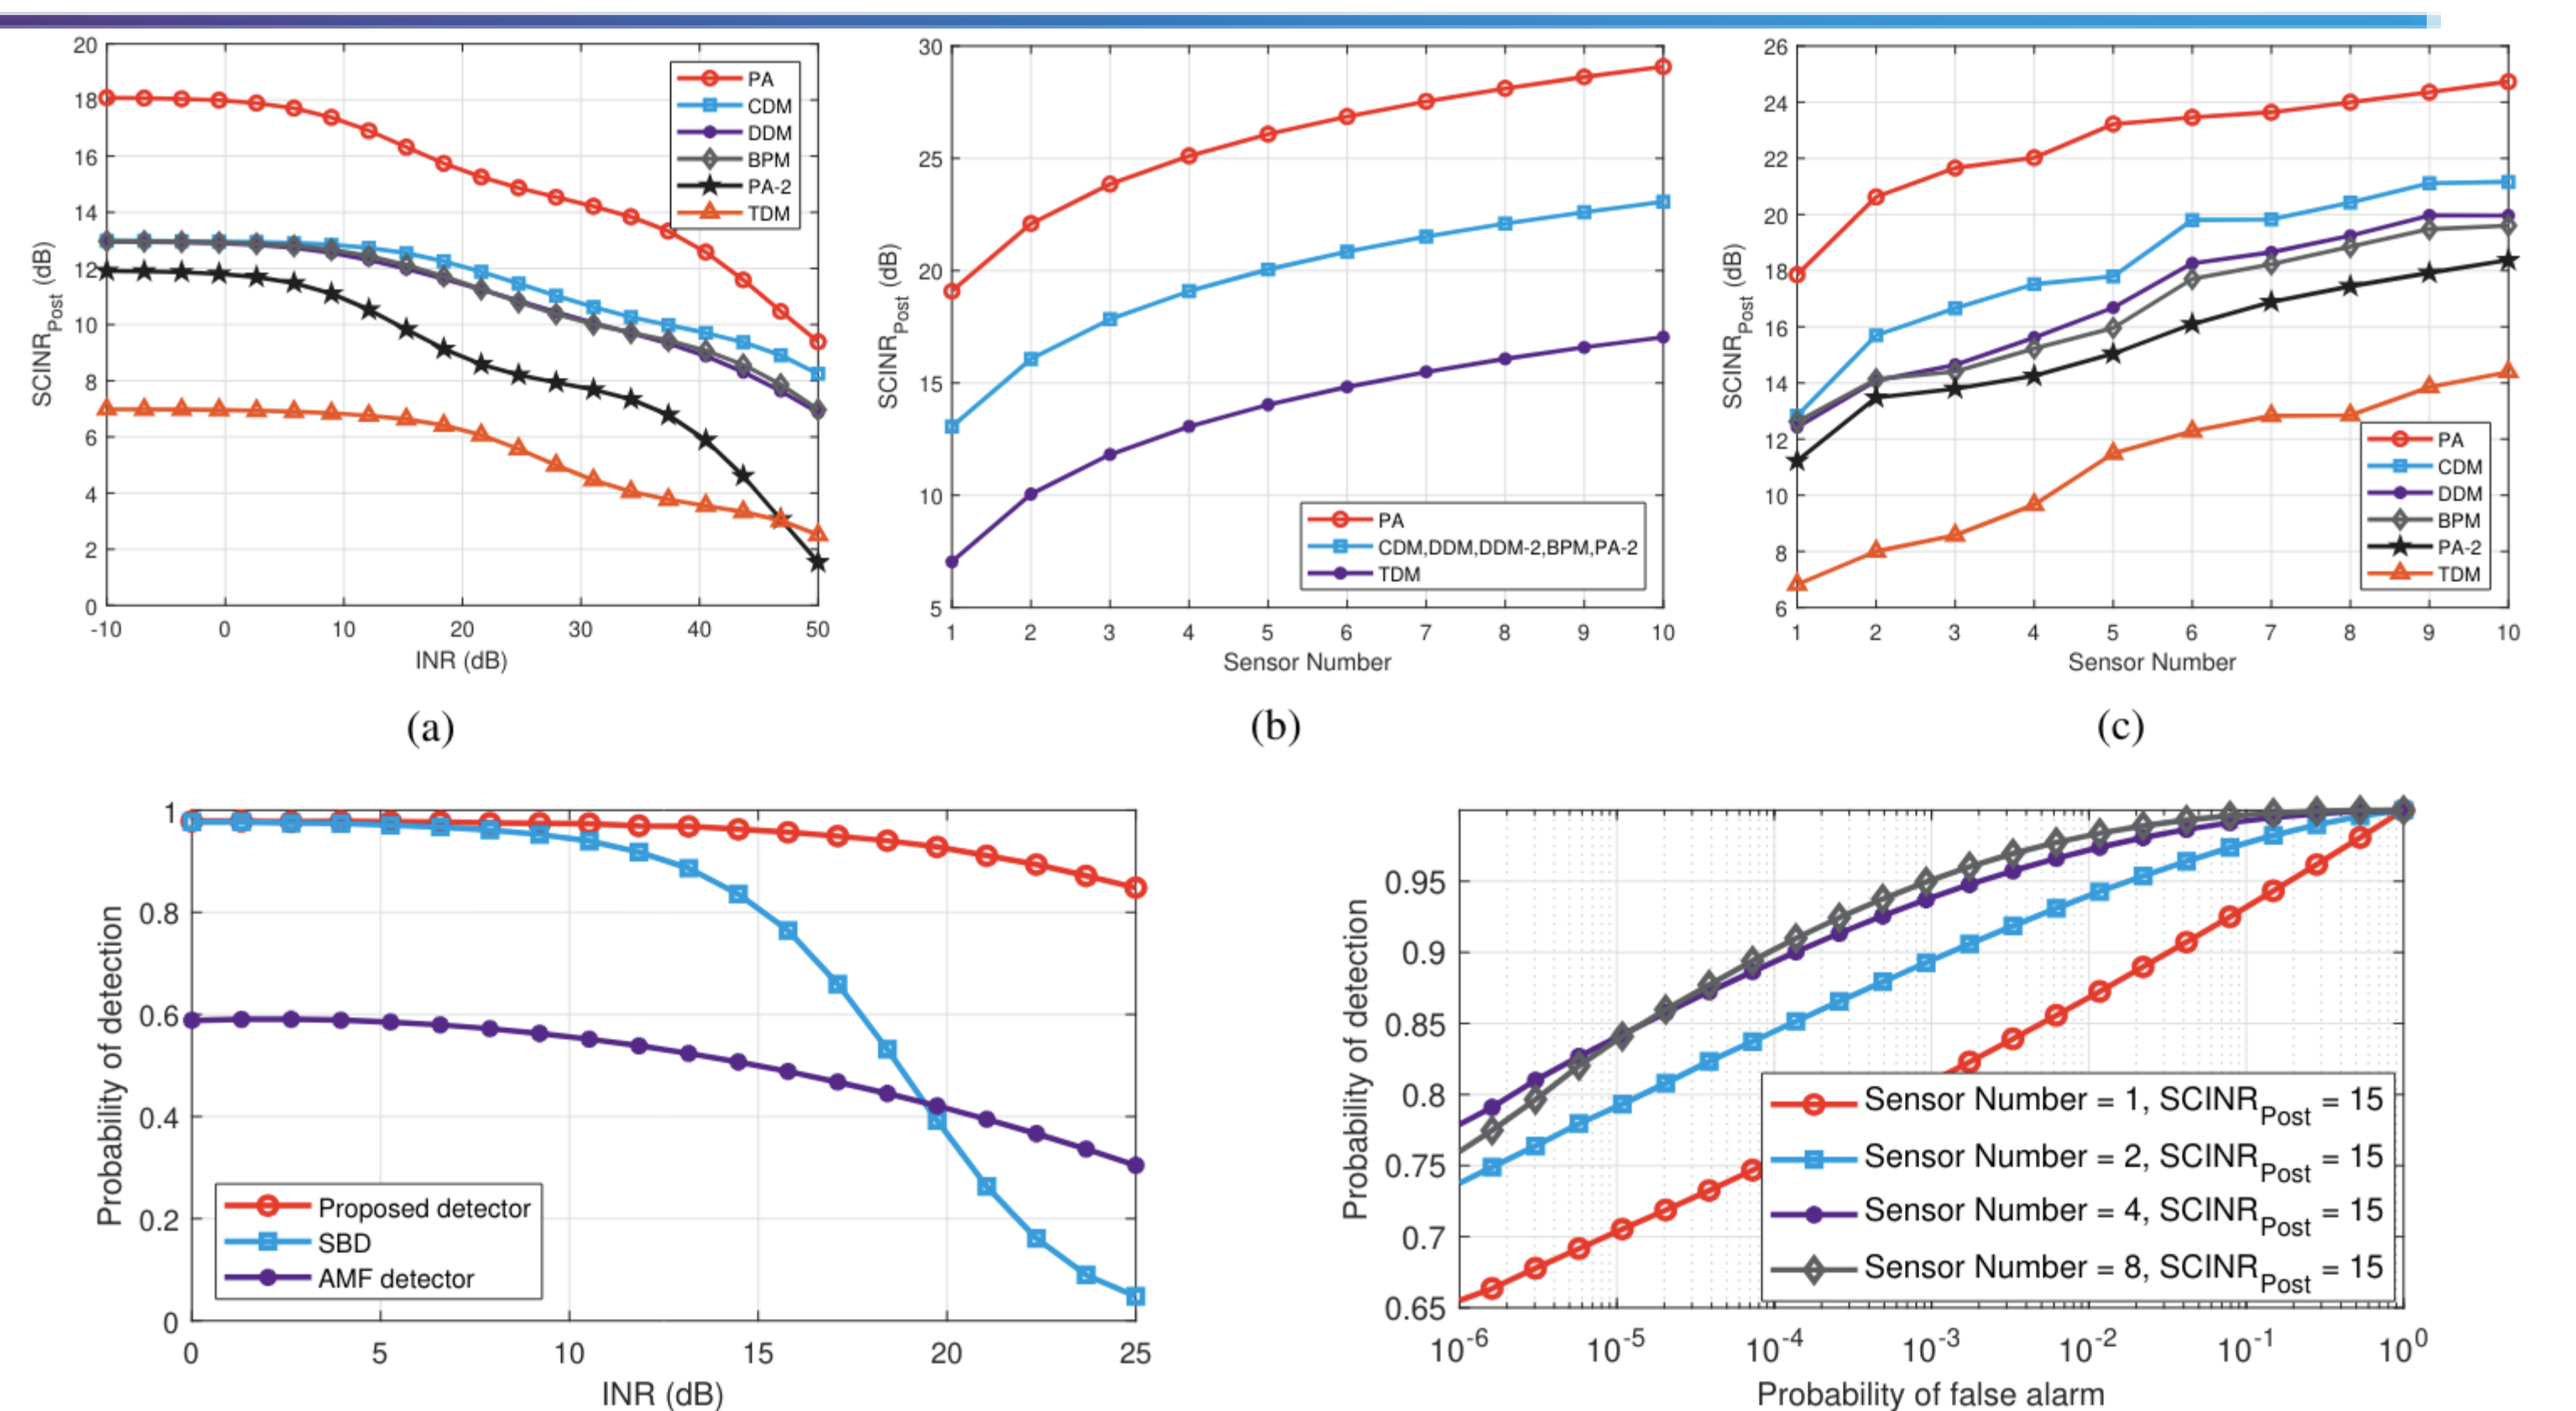 20
18
16
14
12
10
8
6
4
2
0
-10 0 10 20 30 40 50
SCINR_Post (dB)
INR (dB)
PA
CDM
DDM
BPM
PA-2
TDM
(a)
30
25
20
15
10
5
1 2 3 4 5 6 7 8 9 10
SCINR_Post (dB)
Sensor Number
PA
CDM,DDM,DDM-2,BPM,PA-2
TDM
(b)
26
24
22
20
18
16
14
12
10
8
6
1 2 3 4 5 6 7 8 9 10
SCINR_Post (dB)
Sensor Number
PA
CDM
DDM
BPM
PA-2
TDM
(c)
1
0.8
0.6
0.4
0.2
0
0 5 10 15 20 25
Probability of detection
INR (dB)
Proposed detector
SBD
AMF detector
0.95
0.9
0.85
0.8
0.75
0.7
0.65
10^-6 10^-5 10^-4 10^-3 10^-2 10^-1 10^0
Probability of detection
Probability of false alarm
Sensor Number = 1, SCINR_Post = 15
Sensor Number = 2, SCINR_Post = 15
Sensor Number = 4, SCINR_Post = 15
Sensor Number = 8, SCINR_Post = 15